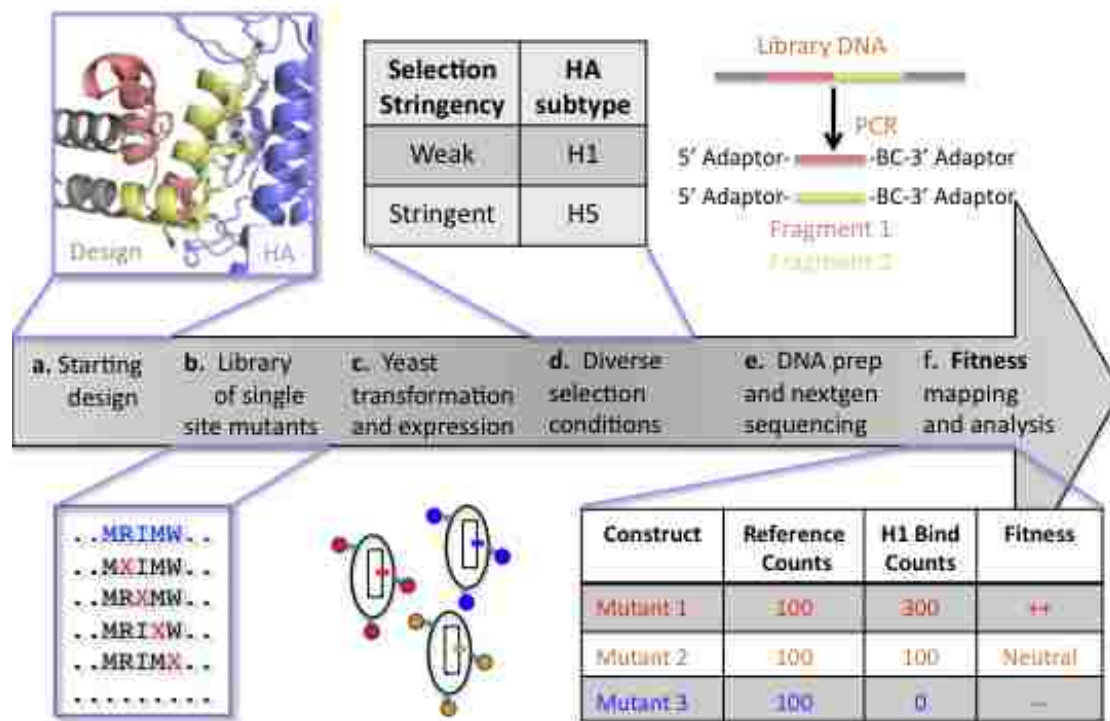 Design
HA
Selection Stringency
HA subtype
Weak
H1
Stringent
H5
Library DNA
PCR
5' Adaptor-
-BC-3' Adaptor
5' Adaptor-
-BC-3' Adaptor
Fragment 1
Fragment 2
a. Starting
design
b. Library
of single
site mutants
c. Yeast
transformation
and expression
d. Diverse
selection
conditions
e. DNA prep
and nextgen
sequencing
f. Fitness
mapping
and analysis
..MRIMW..
..MXIMW..
..MRXMW..
..MRIXW..
..MRIMX..
.........
Construct
Reference
Counts
H1 Bind
Counts
Fitness
Mutant 1
100
300
++
Mutant 2
100
100
Neutral
Mutant 3
100
0
--